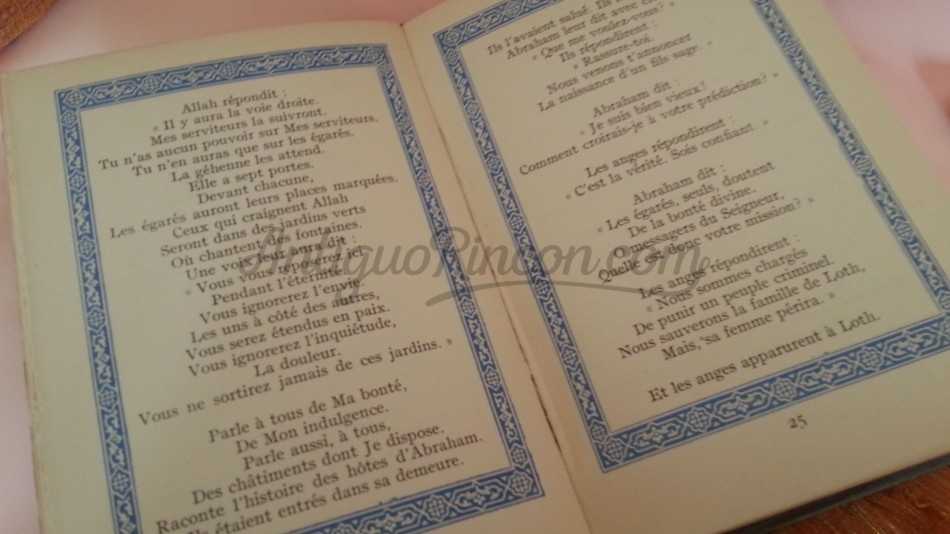 Allah répondit :
« Il y aura la voie droite.
Mes serviteurs la suivront.
Tu n'as aucun pouvoir sur Mes serviteurs.
Tu n'en auras que sur les égarés.
La géhenne les attend.
Elle a sept portes.
Devant chacune,
Les égarés auront leurs places marquées.
Ceux qui craignent Allah
Seront dans des jardins verts
Où chantent des fontaines.
Une voix leur aura dit :
« Vous vous reposerez ici
Pendant l'éternité.
Vous ignorerez l'envie.
Les uns à côté des autres,
Vous serez étendus en paix.
Vous ignorerez l'inquiétude,
La douleur.
Vous ne sortirez jamais de ces jardins. »
Parle à tous de Ma bonté,
De Mon indulgence.
Parle aussi, à tous,
Des châtiments dont Je dispose.
Raconte l'histoire des hôtes d'Abraham.
Ils étaient entrés dans sa demeure.
Ils l'avaient salué. Ils
Abraham leur dit avec
« Que me voulez-vous? »
Ils répondirent :
« Rassure-toi.
Nous venons t'annoncer
La naissance d'un fils sage. »
Abraham dit :
« Je suis bien vieux!
Comment croirais-je à votre prédiction? »
Les anges répondirent :
« C'est la vérité. Sois confiant. »
Abraham dit :
« Les égarés, seuls, doutent
De la bonté divine.
O messagers du Seigneur,
Quelle est donc votre mission? »
Les anges répondirent :
« Nous sommes chargés
De punir un peuple criminel.
Nous sauverons la famille de Loth,
Mais, sa femme périra. »
Et les anges apparurent à Loth.
25
AntiguoRincon.com